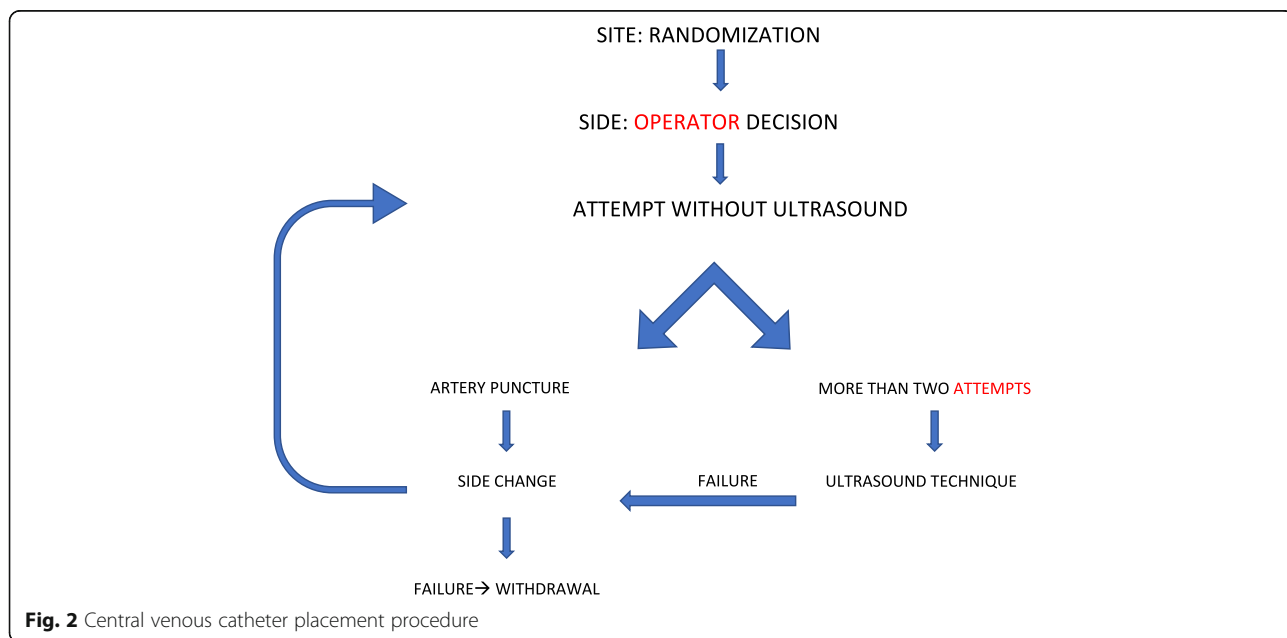 SITE: RANDOMIZATION
SIDE: OPERATOR DECISION
ATTEMPT WITHOUT ULTRASOUND
ARTERY PUNCTURE
MORE THAN TWO ATTEMPTS
SIDE CHANGE
FAILURE
ULTRASOUND TECHNIQUE
FAILURE→ WITHDRAWAL
Fig. 2 Central venous catheter placement procedure